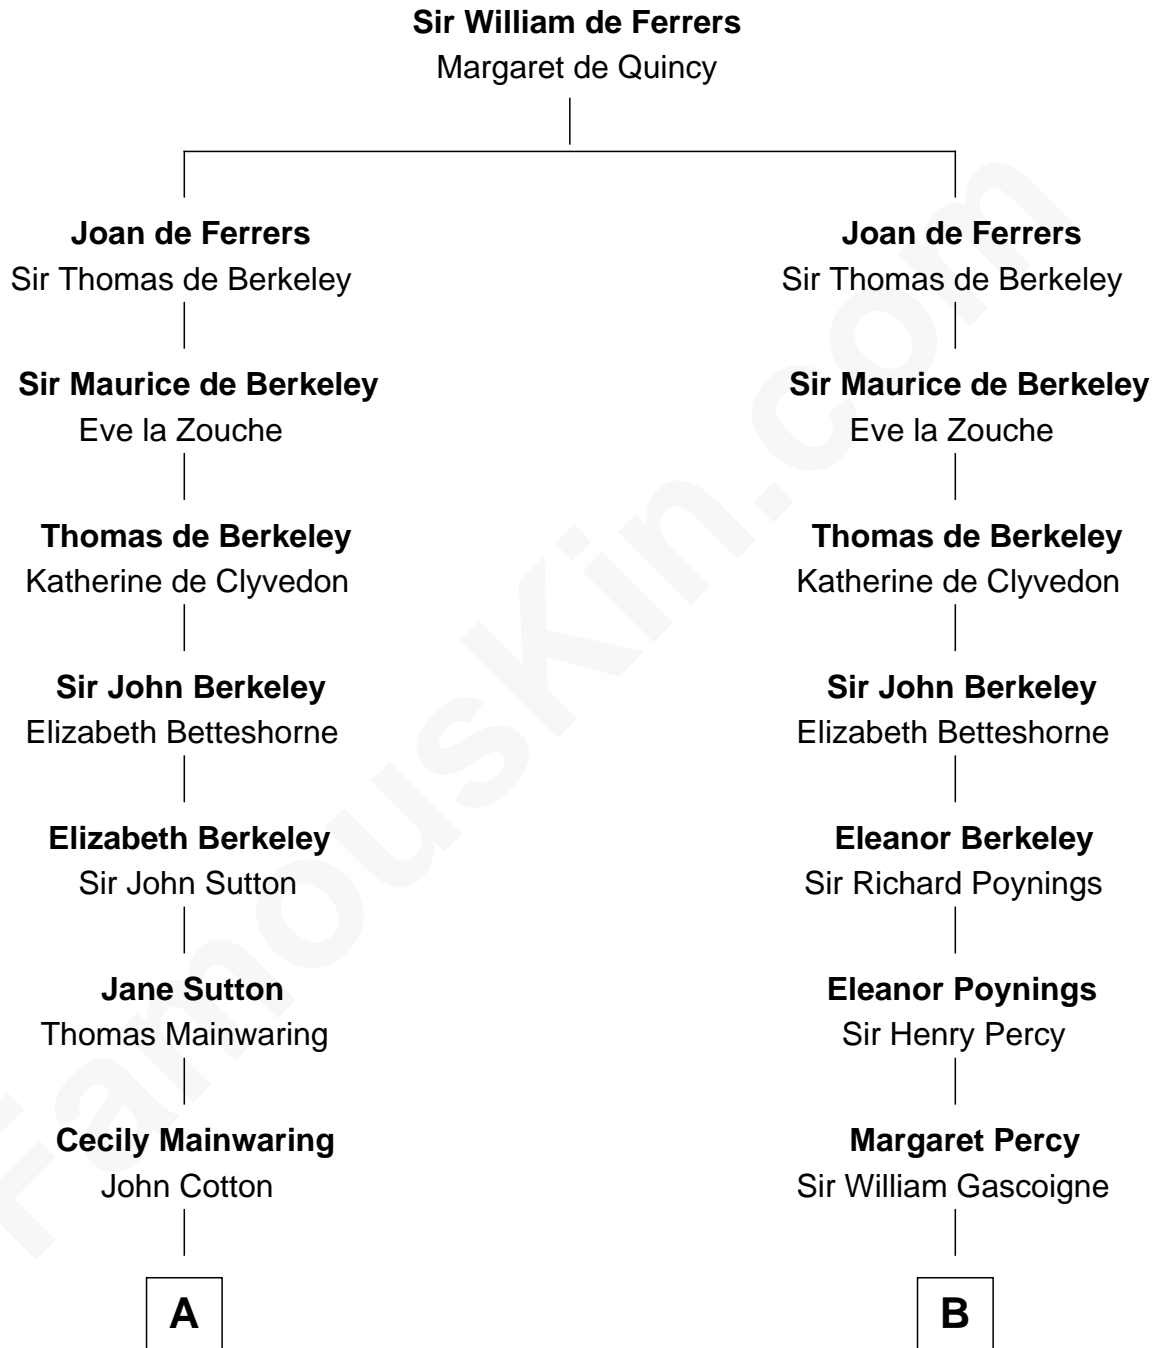 Sir William de Ferrers
Margaret de Quincy
Joan de Ferrers
Sir Thomas de Berkeley
Sir Maurice de Berkeley
Eve la Zouche
Thomas de Berkeley
Katherine de Clyvedon
Sir John Berkeley
Elizabeth Betteshorne
Elizabeth Berkeley
Sir John Sutton
Jane Sutton
Thomas Mainwaring
Cecily Mainwaring
John Cotton
A
Joan de Ferrers
Sir Thomas de Berkeley
Sir Maurice de Berkeley
Eve la Zouche
Thomas de Berkeley
Katherine de Clyvedon
Sir John Berkeley
Elizabeth Betteshorne
Eleanor Berkeley
Sir Richard Poynings
Eleanor Poynings
Sir Henry Percy
Margaret Percy
Sir William Gascoigne
B
FamousKin.com